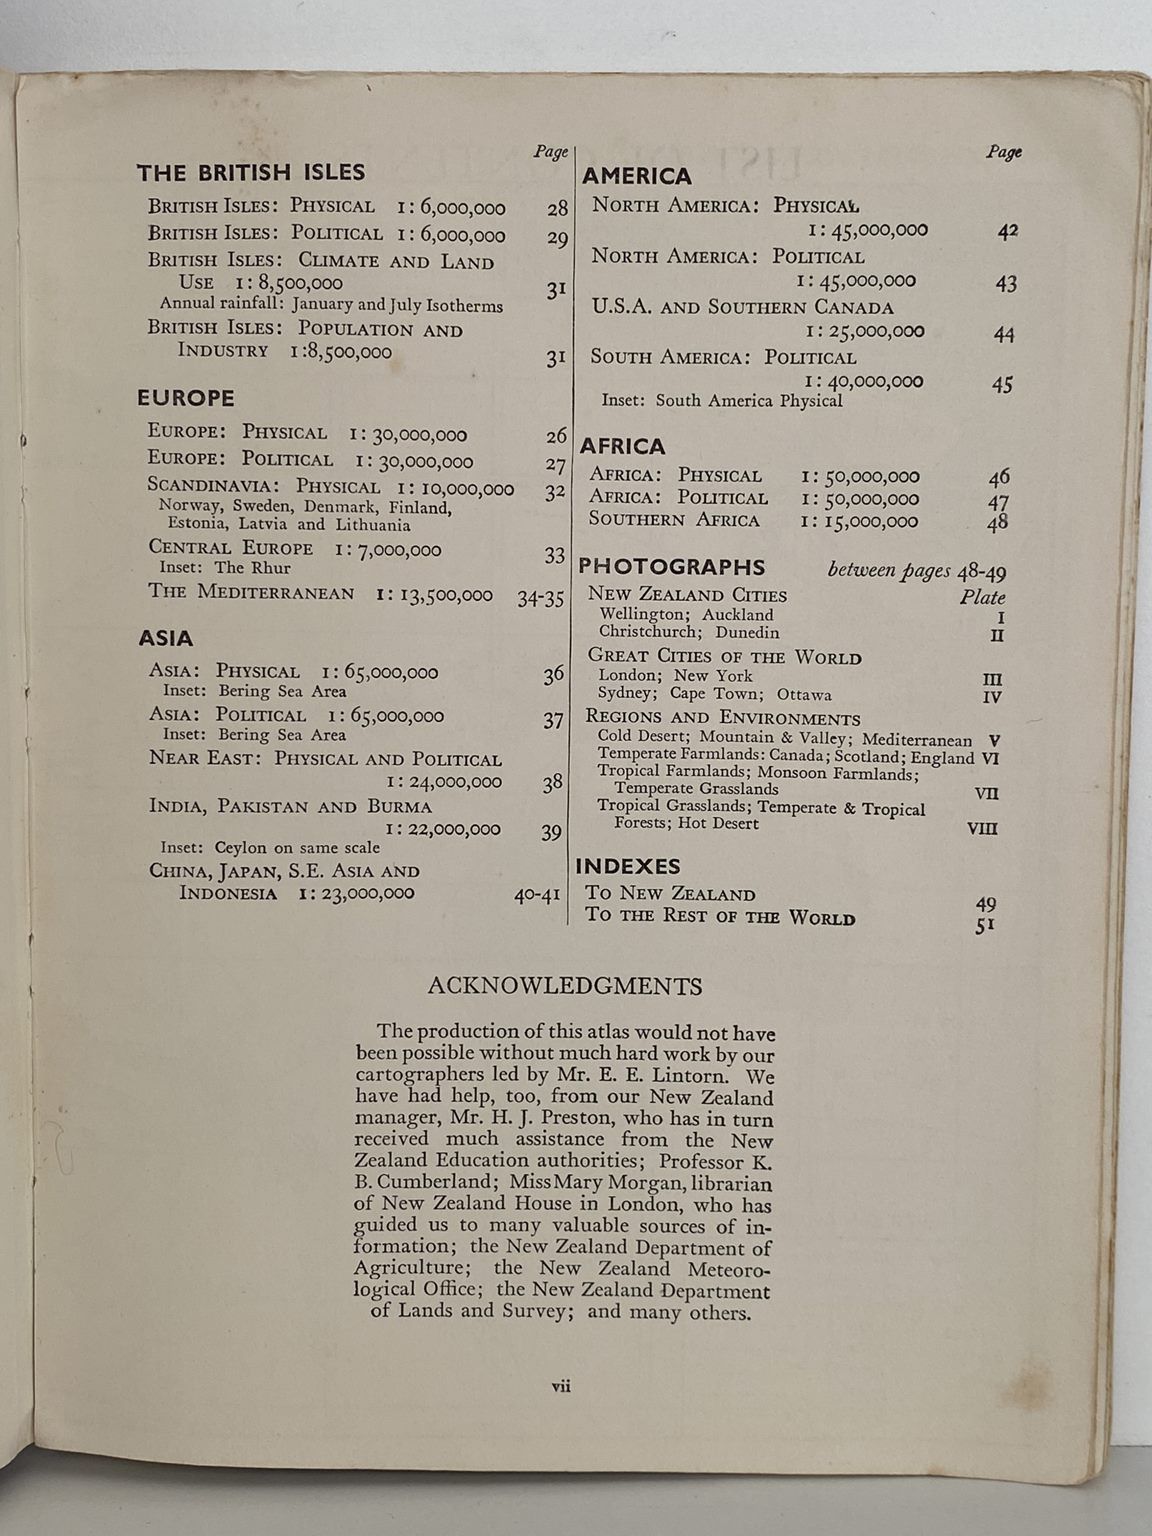 Page
THE BRITISH ISLES
BRITISH ISLES: PHYSICAL 1:6,000,000 28
BRITISH ISLES: POLITICAL 1:6,000,000 29
BRITISH ISLES: CLIMATE AND LAND
USE 1:8,500,000 31
Annual rainfall: January and July Isotherms
BRITISH ISLES: POPULATION AND
INDUSTRY 1:8,500,000 31
EUROPE
EUROPE: PHYSICAL 1:30,000,000 26
EUROPE: POLITICAL 1:30,000,000 27
SCANDINAVIA: PHYSICAL 1:10,000,000 32
Norway, Sweden, Denmark, Finland,
Estonia, Latvia and Lithuania
CENTRAL EUROPE 1:7,000,000 33
Inset: The Rhur
THE MEDITERRANEAN 1:13,500,000 34-35
ASIA
ASIA: PHYSICAL 1:65,000,000 36
Inset: Bering Sea Area
ASIA: POLITICAL 1:65,000,000 37
Inset: Bering Sea Area
NEAR EAST: PHYSICAL AND POLITICAL
1:24,000,000 38
INDIA, PAKISTAN AND BURMA
1:22,000,000 39
Inset: Ceylon on same scale
CHINA, JAPAN, S.E. ASIA AND
INDONESIA 1:23,000,000 40-41
Page
AMERICA
NORTH AMERICA: PHYSICAL
1:45,000,000 42
NORTH AMERICA: POLITICAL
1:45,000,000 43
U.S.A. AND SOUTHERN CANADA
1:25,000,000 44
SOUTH AMERICA: POLITICAL
1:40,000,000 45
Inset: South America Physical
AFRICA
AFRICA: PHYSICAL 1:50,000,000 46
AFRICA: POLITICAL 1:50,000,000 47
SOUTHERN AFRICA 1:15,000,000 48
PHOTOGRAPHS between pages 48-49
NEW ZEALAND CITIES Plate
Wellington; Auckland I
Christchurch; Dunedin II
GREAT CITIES OF THE WORLD
London; New York III
Sydney; Cape Town; Ottawa IV
REGIONS AND ENVIRONMENTS
Cold Desert; Mountain & Valley; Mediterranean V
Temperate Farmlands: Canada; Scotland; England VI
Tropical Farmlands; Monsoon Farmlands;
Temperate Grasslands VII
Tropical Grasslands; Temperate & Tropical
Forests; Hot Desert VIII
INDEXES
TO NEW ZEALAND 49
TO THE REST OF THE WORLD 51
ACKNOWLEDGMENTS
The production of this atlas would not have
been possible without much hard work by our
cartographers led by Mr. E. E. Lintorn. We
have had help, too, from our New Zealand
manager, Mr. H. J. Preston, who has in turn
received much assistance from the New
Zealand Education authorities; Professor K.
B. Cumberland; Miss Mary Morgan, librarian
of New Zealand House in London, who has
guided us to many valuable sources of in-
formation; the New Zealand Department of
Agriculture; the New Zealand Meteoro-
logical Office; the New Zealand Department
of Lands and Survey; and many others.
vii